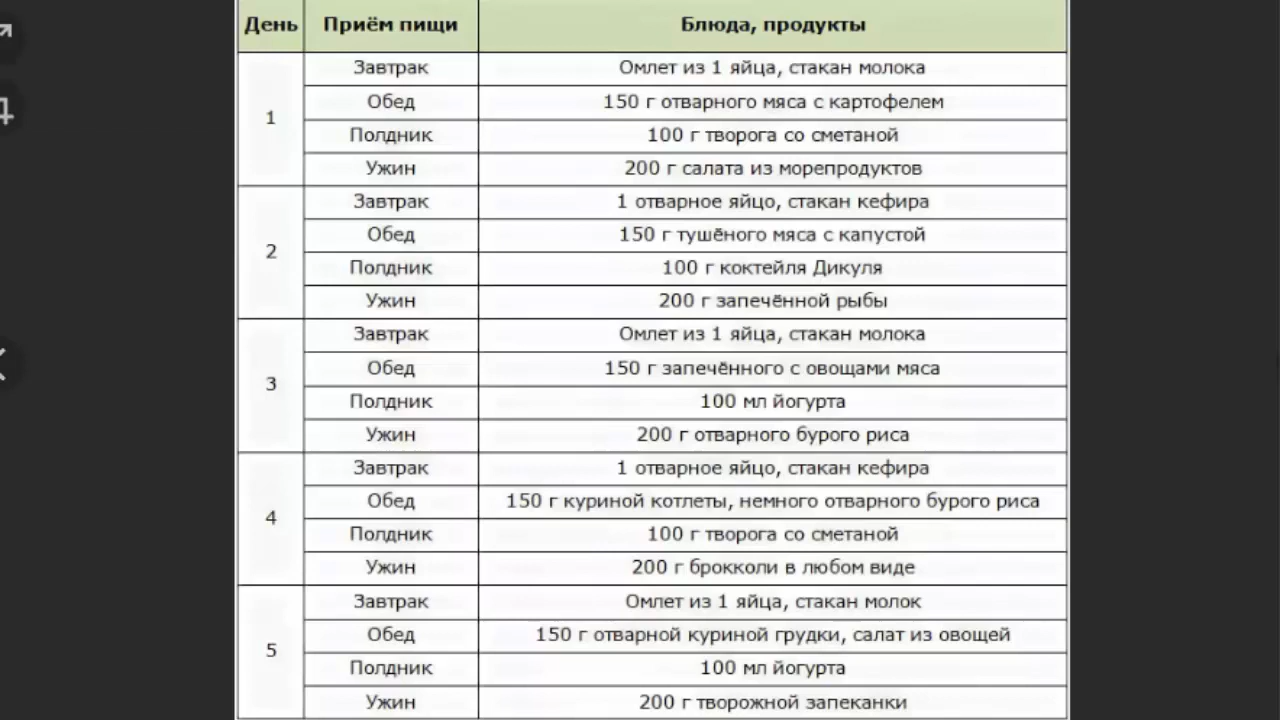 День Приём пищи Блюда, продукты
1
Завтрак Омлет из 1 яйца, стакан молока
Обед 150 г отварного мяса с картофелем
Полдник 100 г творога со сметаной
Ужин 200 г салата из морепродуктов
2
Завтрак 1 отварное яйцо, стакан кефира
Обед 150 г тушёного мяса с капустой
Полдник 100 г коктейля Дикуля
Ужин 200 г запечённой рыбы
3
Завтрак Омлет из 1 яйца, стакан молока
Обед 150 г запечённого с овощами мяса
Полдник 100 мл йогурта
Ужин 200 г отварного бурого риса
4
Завтрак 1 отварное яйцо, стакан кефира
Обед 150 г куриной котлеты, немного отварного бурого риса
Полдник 100 г творога со сметаной
Ужин 200 г брокколи в любом виде
5
Завтрак Омлет из 1 яйца, стакан молок
Обед 150 г отварной куриной грудки, салат из овощей
Полдник 100 мл йогурта
Ужин 200 г творожной запеканки